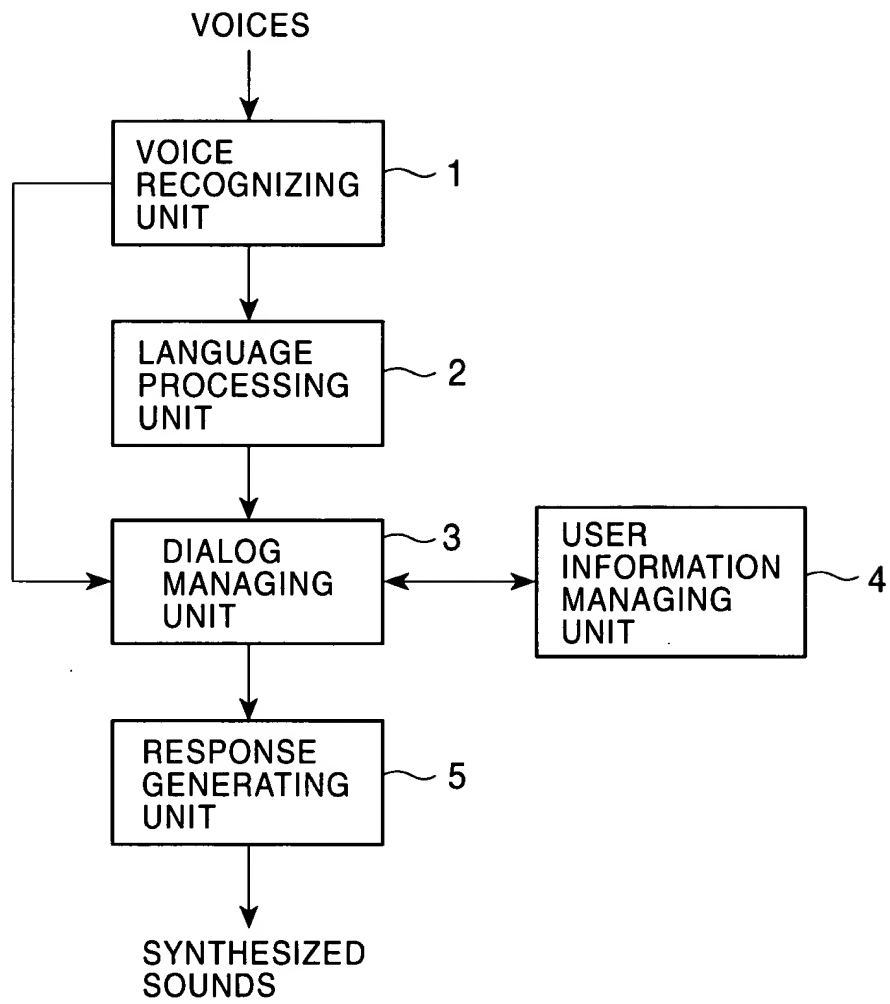 VOICES
VOICE
RECOGNIZING
UNIT
1
LANGUAGE
PROCESSING
UNIT
2
DIALOG
MANAGING
UNIT
3
USER
INFORMATION
MANAGING
UNIT
4
RESPONSE
GENERATING
UNIT
5
SYNTHESIZED
SOUNDS